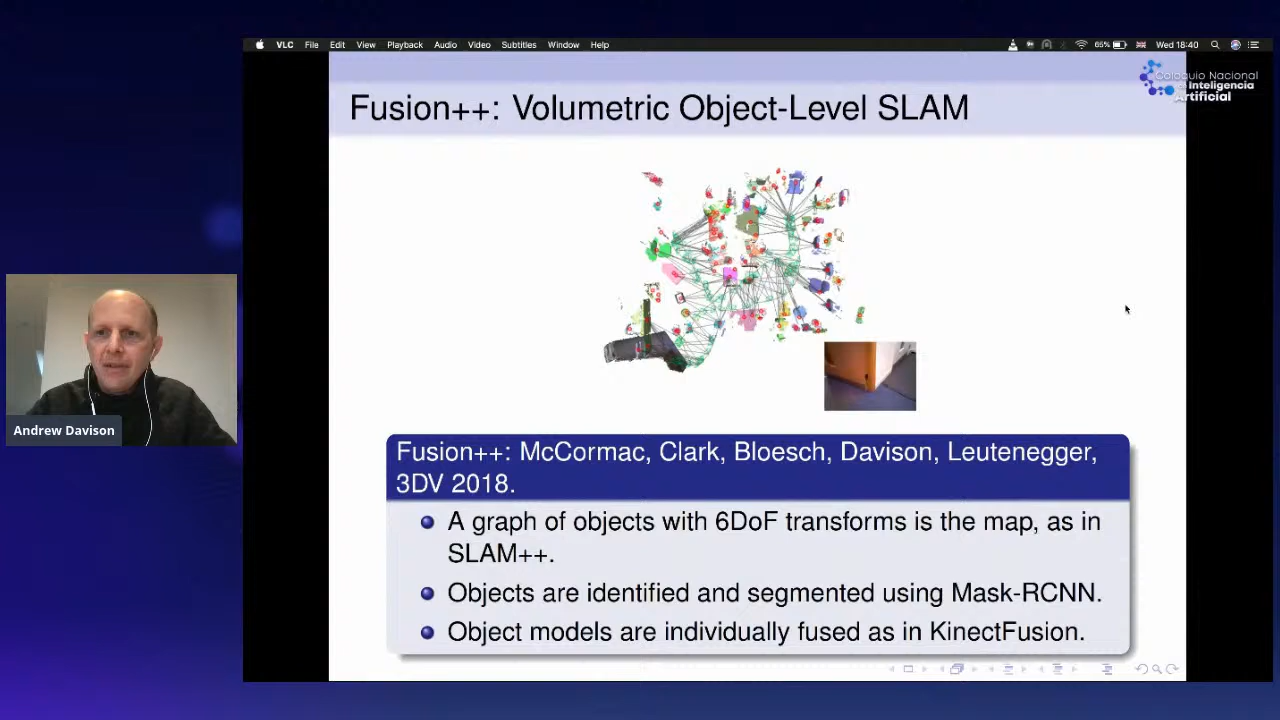 VLC File Edit View Playback Audio Video Subtitles Window Help
65% Wed 18:40
Coloquio Nacional
de Inteligencia
Artificial
Fusion++: Volumetric Object-Level SLAM
Andrew Davison
Fusion++: McCormac, Clark, Bloesch, Davison, Leutenegger,
3DV 2018.
A graph of objects with 6DoF transforms is the map, as in
SLAM++.
Objects are identified and segmented using Mask-RCNN.
Object models are individually fused as in KinectFusion.